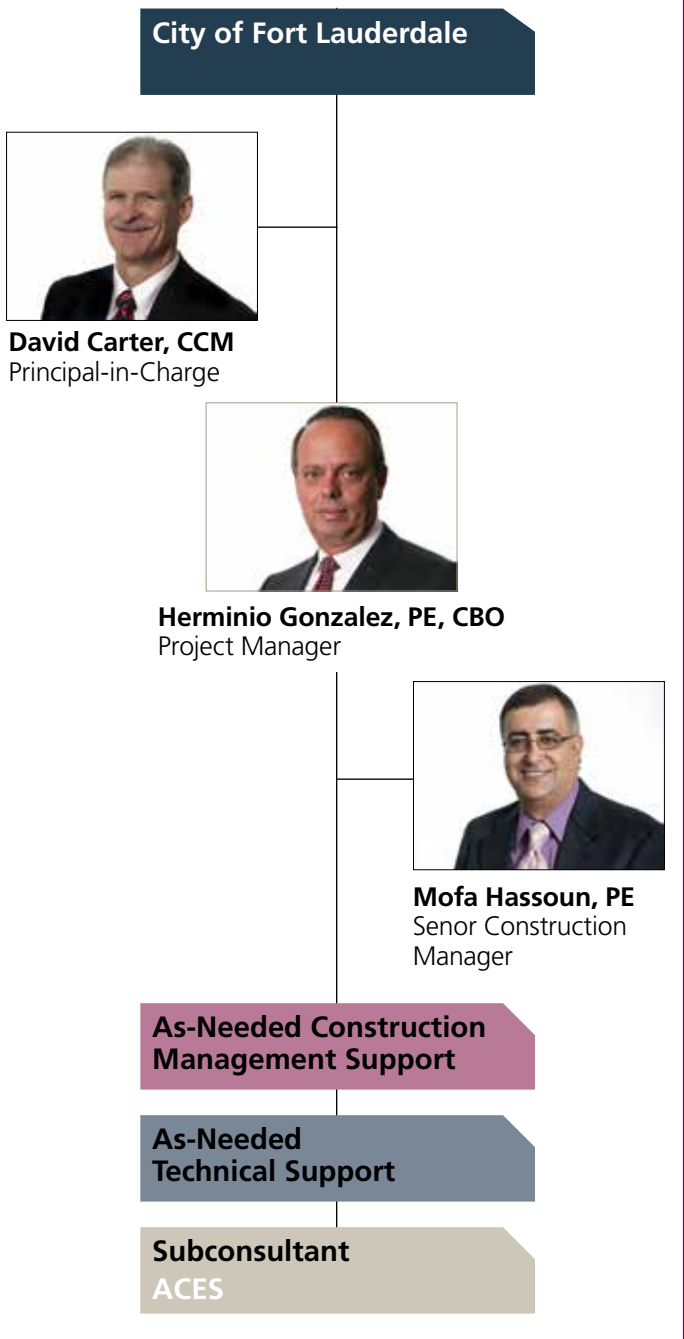 City of Fort Lauderdale
David Carter, CCM
Principal-in-Charge
Herminio Gonzalez, PE, CBO
Project Manager
Mofa Hassoun, PE
Senor Construction
Manager
As-Needed Construction
Management Support
As-Needed
Technical Support
Subconsultant
ACES